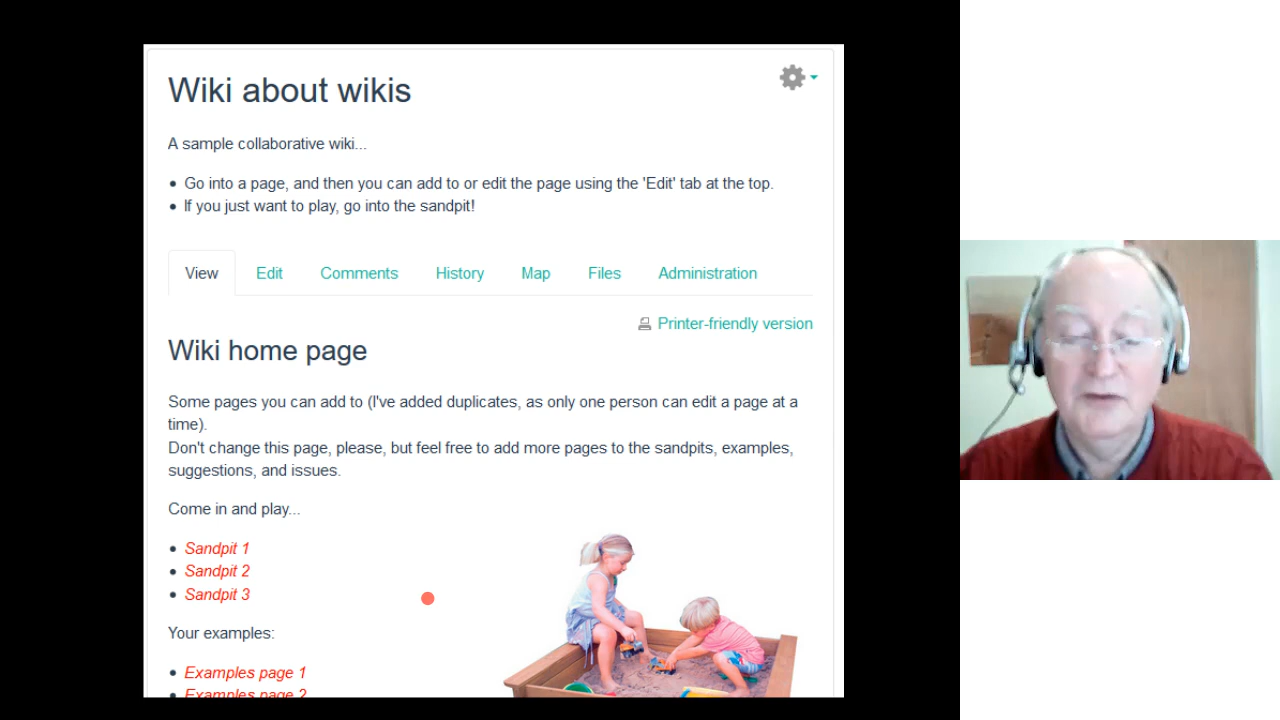 Wiki about wikis
A sample collaborative wiki...
• Go into a page, and then you can add to or edit the page using the 'Edit' tab at the top.
• If you just want to play, go into the sandpit!
View Edit Comments History Map Files Administration
Printer-friendly version
Wiki home page
Some pages you can add to (I've added duplicates, as only one person can edit a page at a
time).
Don't change this page, please, but feel free to add more pages to the sandpits, examples,
suggestions, and issues.
Come in and play...
• Sandpit 1
• Sandpit 2
• Sandpit 3
Your examples:
• Examples page 1
• Examples page 2